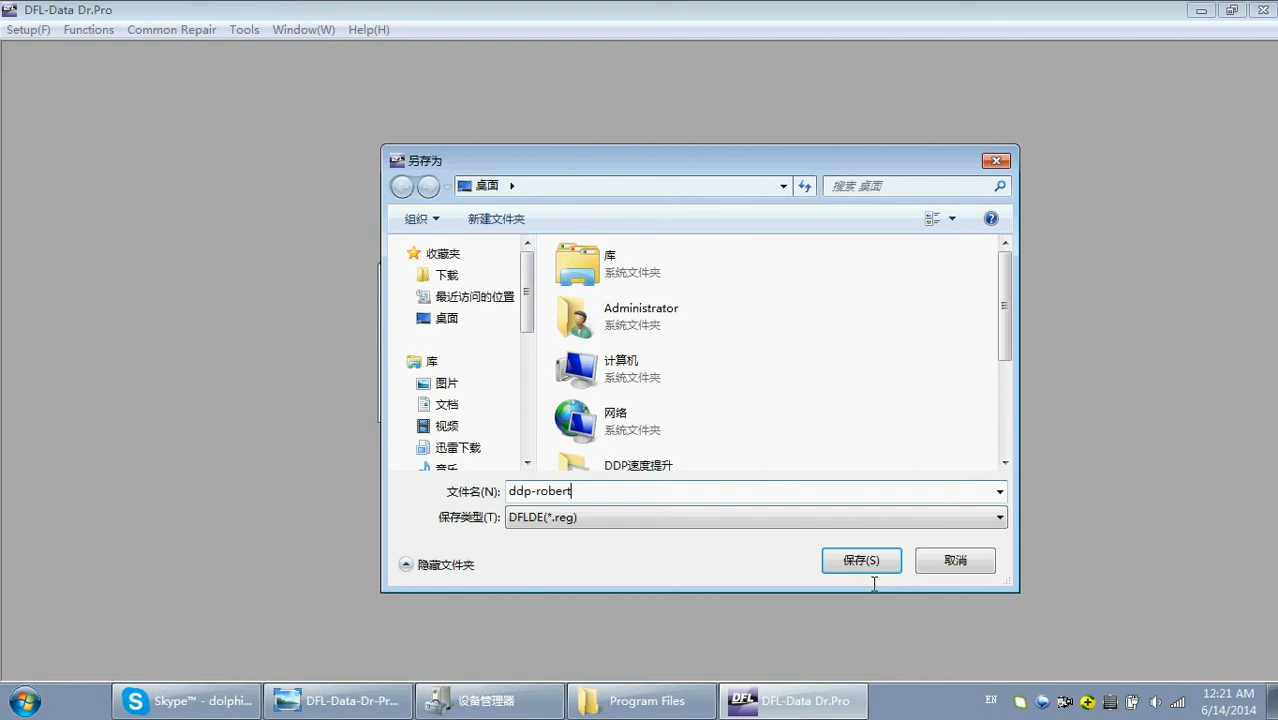 DFL-Data Dr.Pro
Setup(F) Functions Common Repair Tools Window(W) Help(H)
另存为
桌面
搜索 桌面
组织 新建文件夹
收藏夹
下载
最近访问的位置
桌面
库
图片
文档
视频
迅雷下载
音乐
库
系统文件夹
Administrator
系统文件夹
计算机
系统文件夹
网络
系统文件夹
DDP速度提升
文件名(N): ddp-robert
保存类型(T): DFLDE(*.reg)
隐藏文件夹
保存(S) 取消
Skype™ - dolphi... DFL-Data-Dr-Pr... 设备管理器 Program Files DFL DFL-Data Dr.Pro EN 12:21 AM
6/14/2014